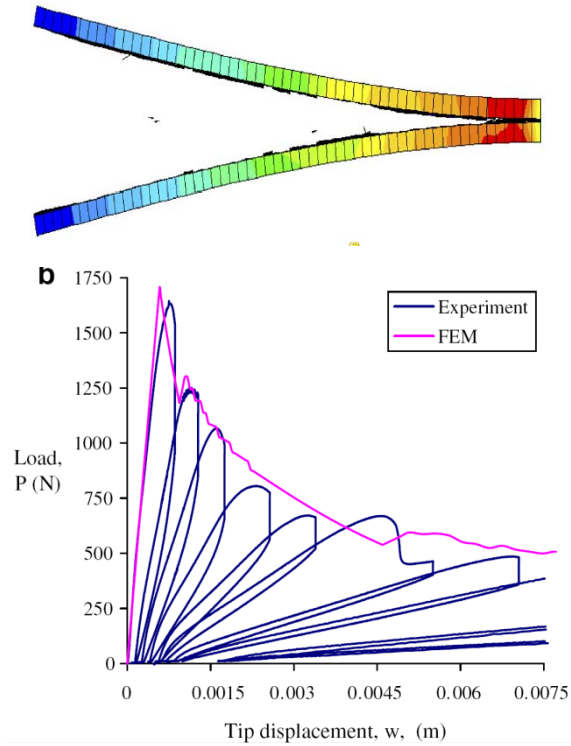 b
1750
1500
1250
1000
750
500
250
0
Load,
P (N)
Experiment
FEM
0 0.0015 0.003 0.0045 0.006 0.0075
Tip displacement, w, (m)